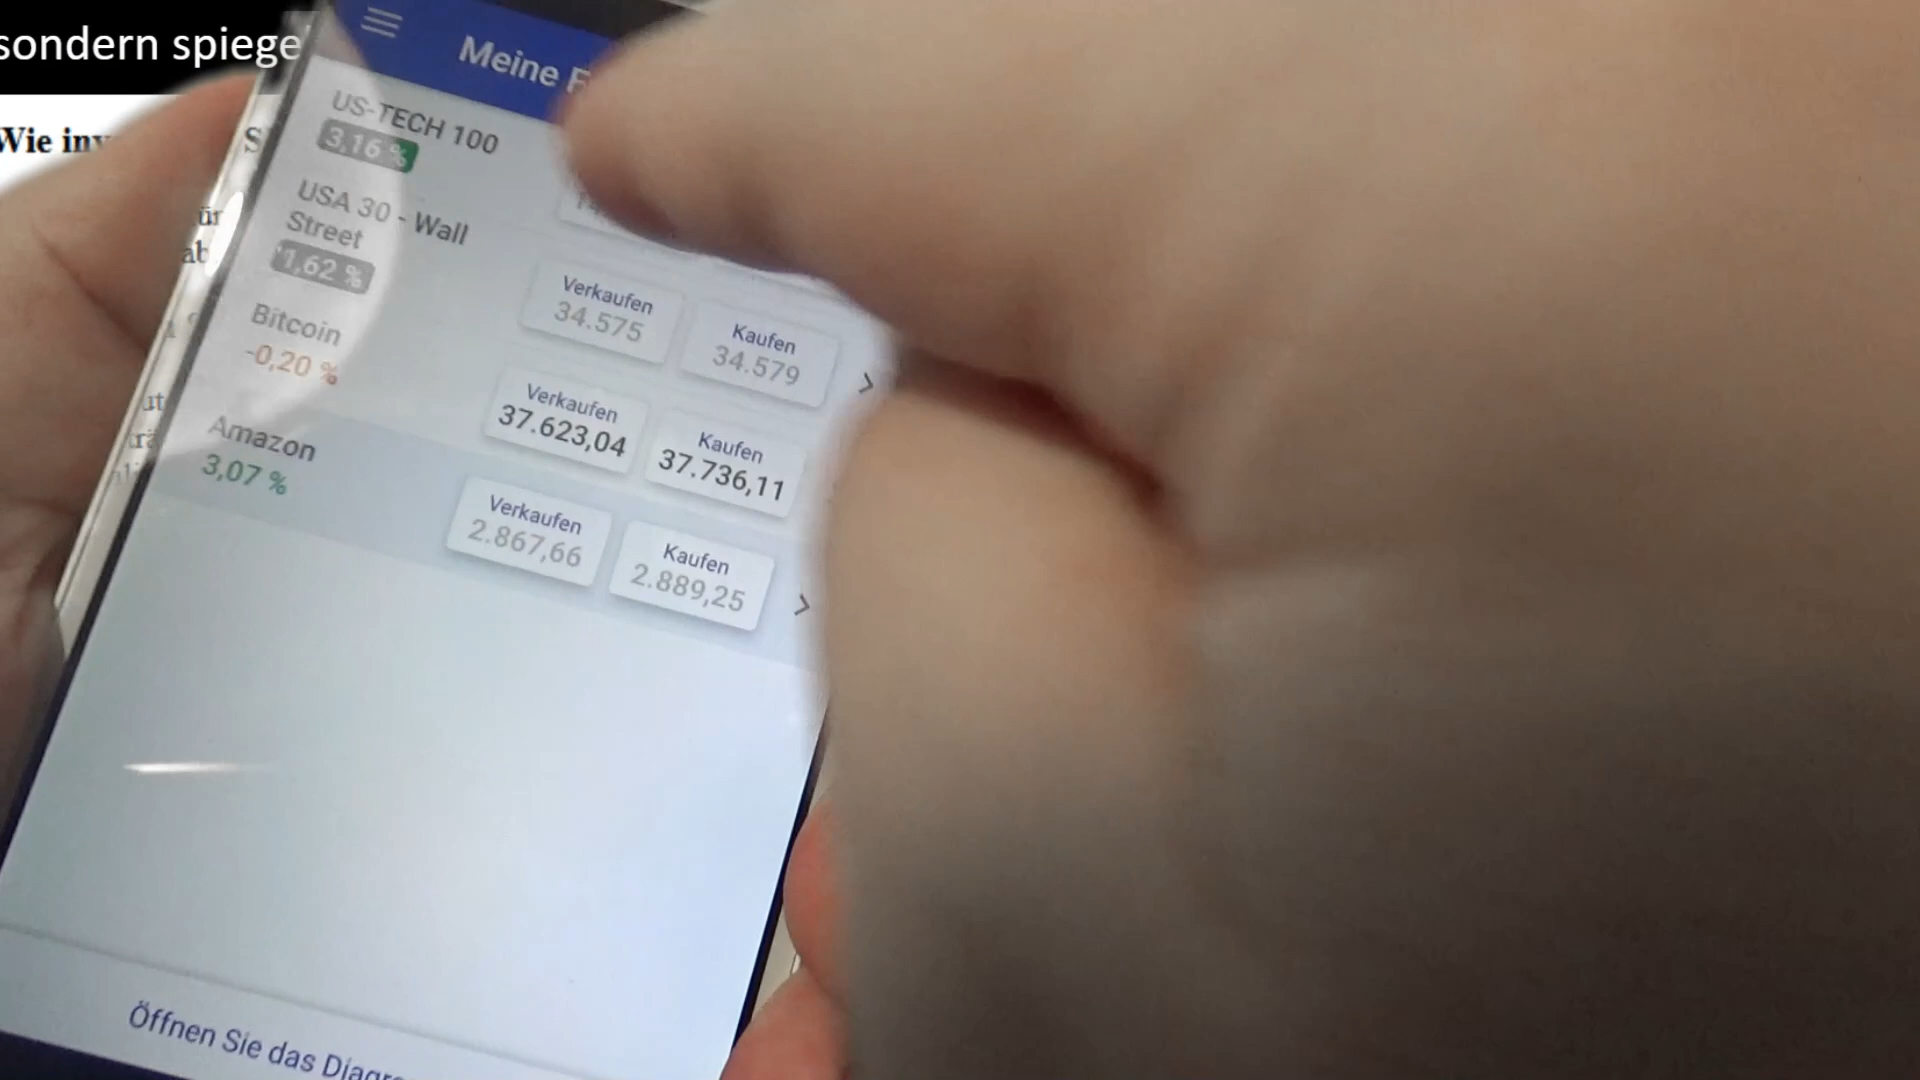 sondern spiege
Wie inv
Meine F
US-TECH 100
3,16 %
USA 30 - Wall
Street
1,62 %
Verkaufen
34.575
Kaufen
34.579
Bitcoin
-0,20 %
Verkaufen
37.623,04
Kaufen
37.736,11
Amazon
3,07 %
Verkaufen
2.867,66
Kaufen
2.889,25
Öffnen Sie das